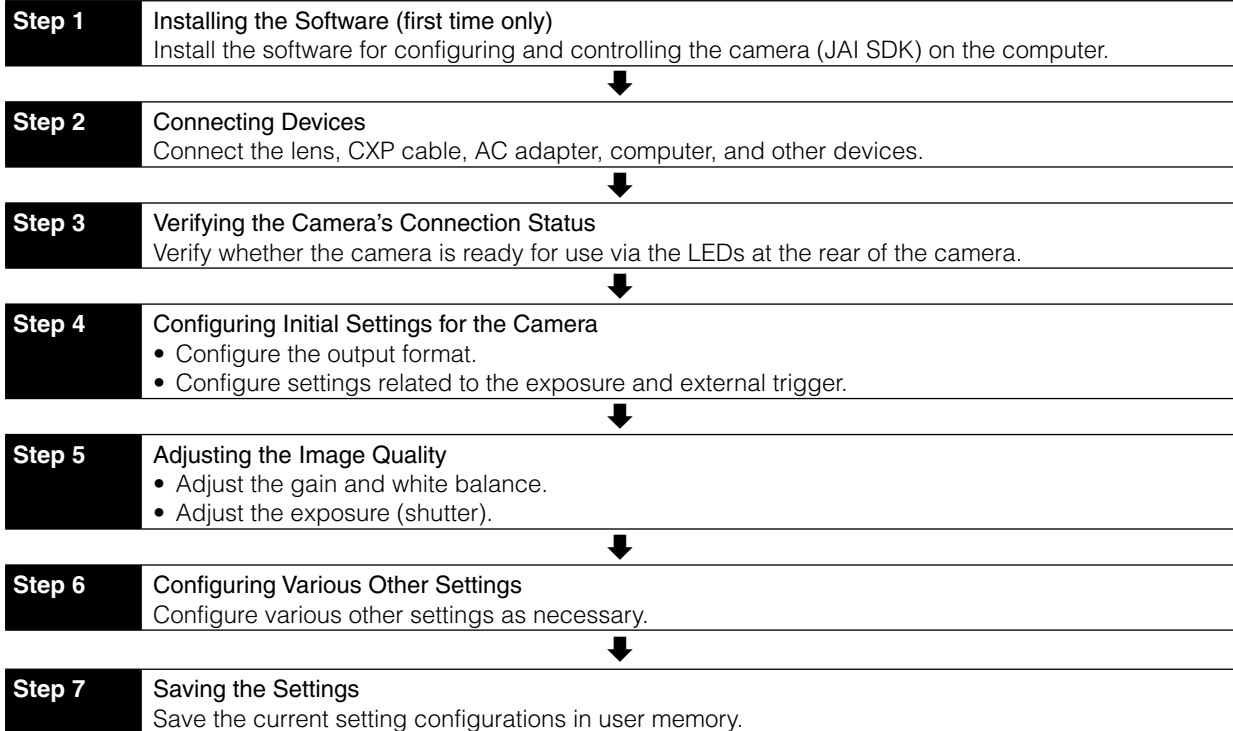 Step 1
Installing the Software (first time only)
Install the software for configuring and controlling the camera (JAI SDK) on the computer.
Step 2
Connecting Devices
Connect the lens, CXP cable, AC adapter, computer, and other devices.
Step 3
Verifying the Camera’s Connection Status
Verify whether the camera is ready for use via the LEDs at the rear of the camera.
Step 4
Configuring Initial Settings for the Camera
• Configure the output format.
• Configure settings related to the exposure and external trigger.
Step 5
Adjusting the Image Quality
• Adjust the gain and white balance.
• Adjust the exposure (shutter).
Step 6
Configuring Various Other Settings
Configure various other settings as necessary.
Step 7
Saving the Settings
Save the current setting configurations in user memory.